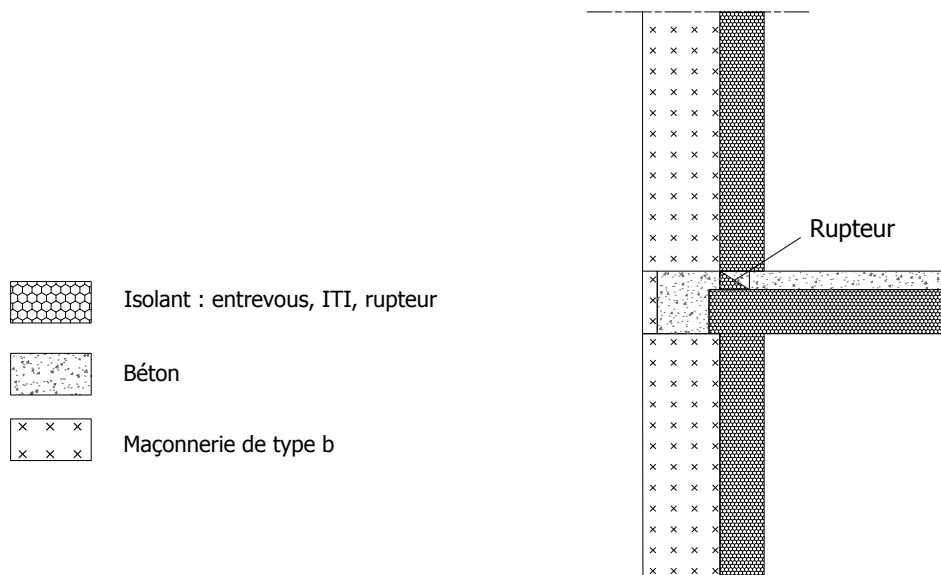 Rupteur
Isolant : entrevous, ITI, rupteur
Béton
Maçonnerie de type b